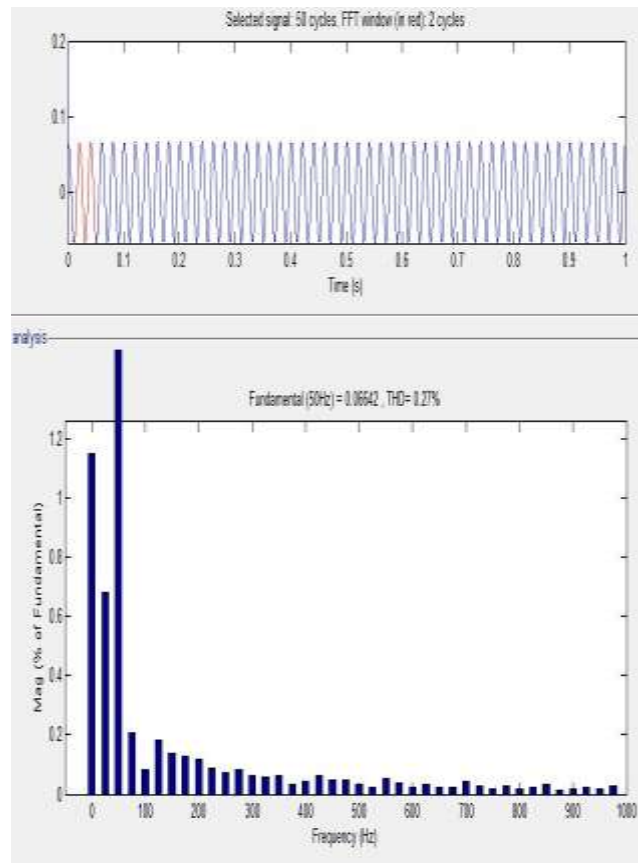 Selected signal: 50 cycles. FFT window (in red): 2 cycles
0.2
0.1
0
0 0.1 0.2 0.3 0.4 0.5 0.6 0.7 0.8 0.9 1
Time (s)
analysis
Fundamental (50Hz) = 0.06642 , THD= 0.27%
1.2
1
0.8
0.6
0.4
0.2
0
Mag (% of Fundamental)
0 100 200 300 400 500 600 700 800 900 1000
Frequency (Hz)